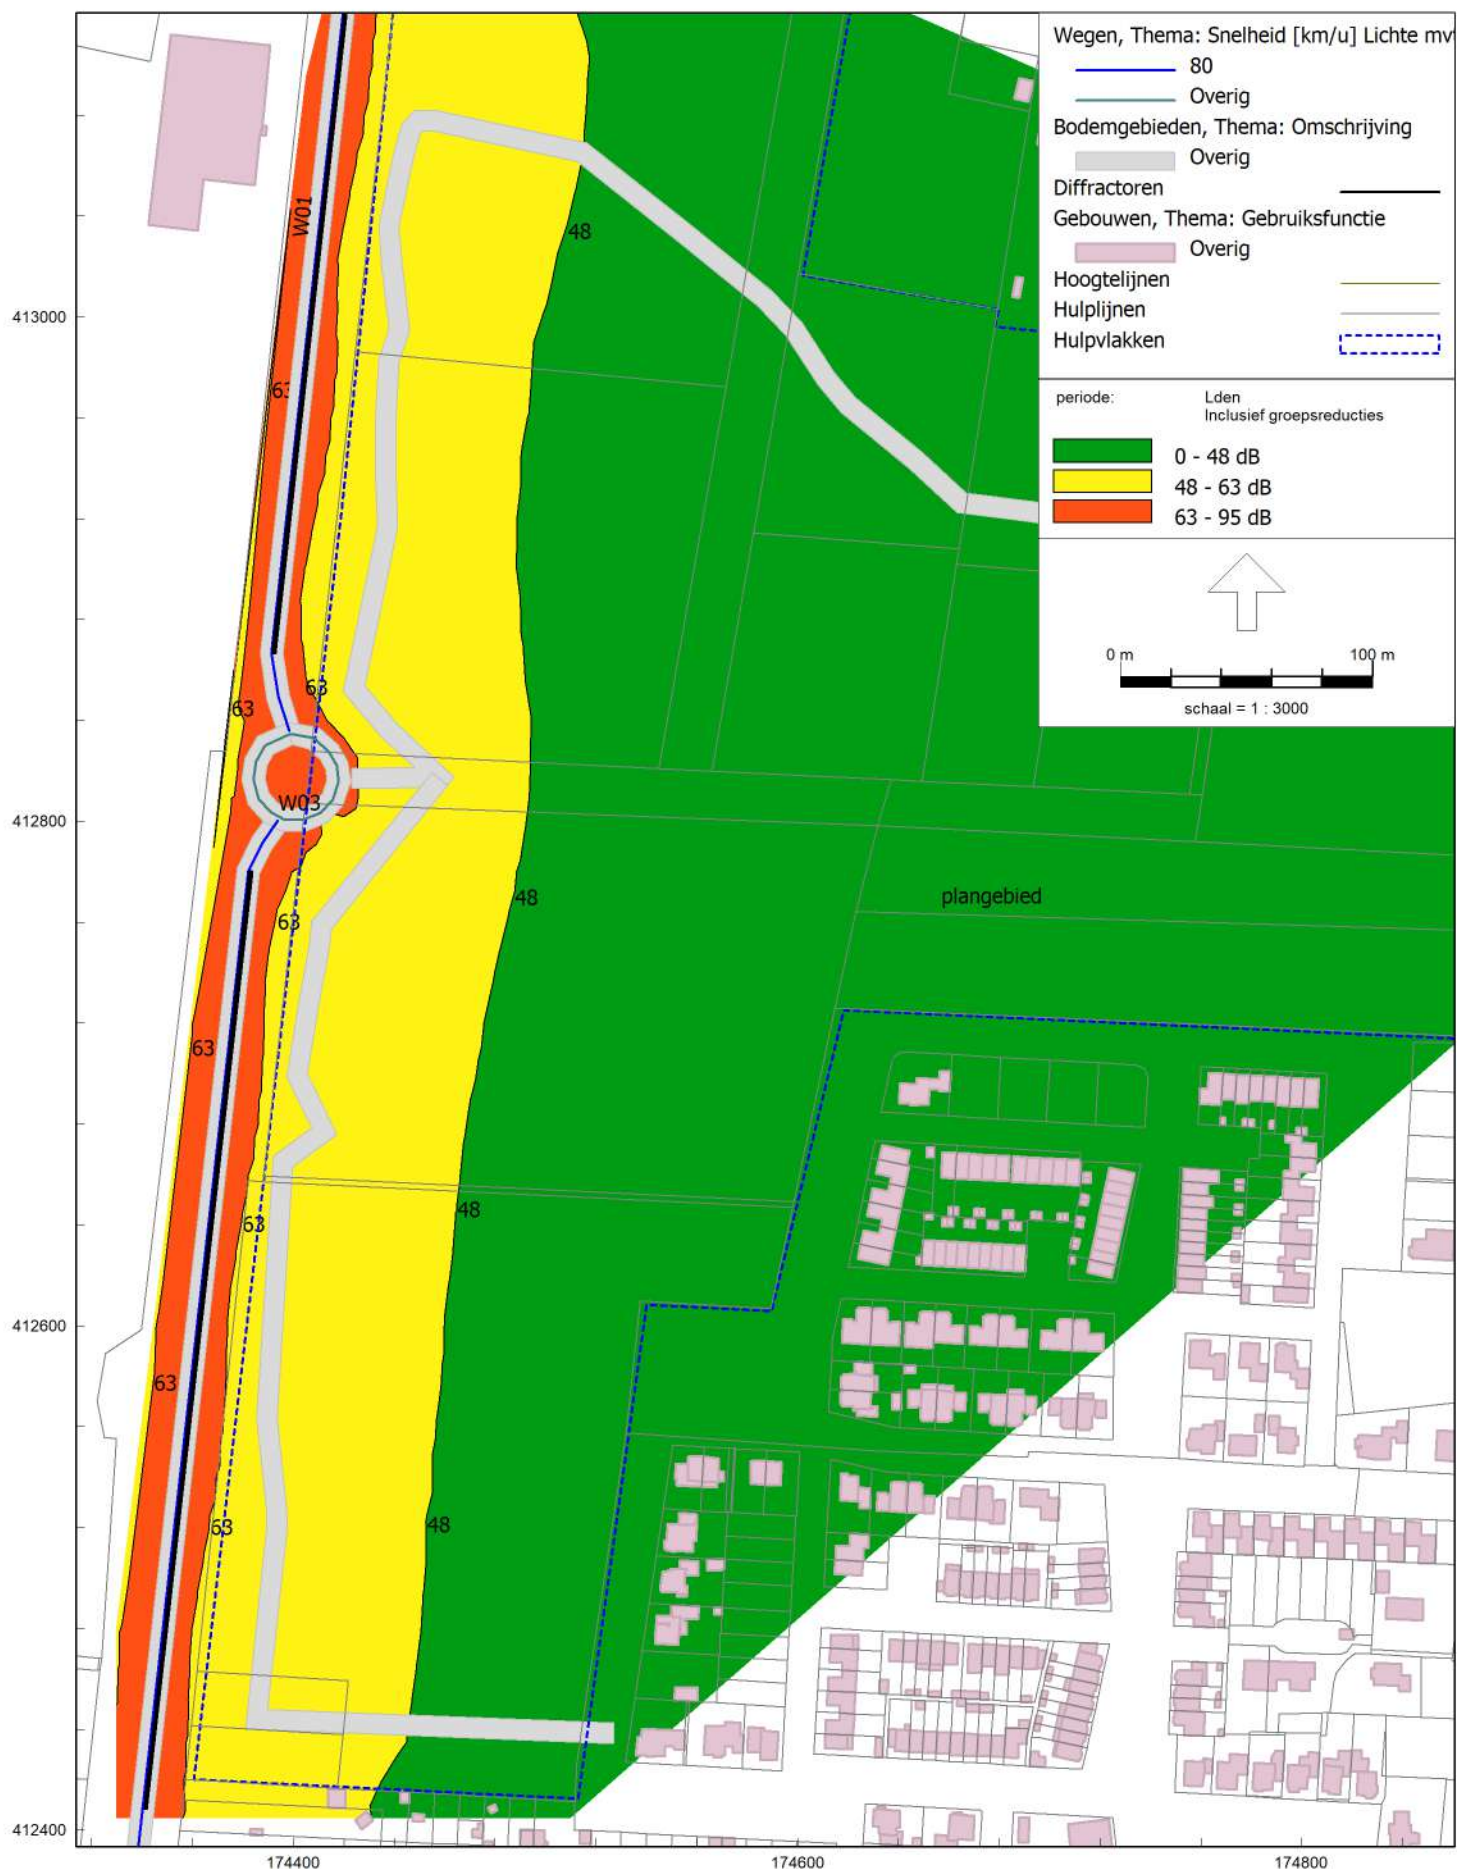 Wegen, Thema: Snelheid [km/u] Lichte mv
80
Overig
Bodemgebieden, Thema: Omschrijving
Overig
Diffractoren
Gebouwen, Thema: Gebruiksfunctie
Overig
Hoogtelijnen
Hulplijnen
Hulpvlakken
periode:
Lden
Inclusief groepsreducties
0 - 48 dB
48 - 63 dB
63 - 95 dB
0 m
100 m
schaal = 1 : 3000
W01
48
413000
63
63
63
W03
412800
48
plangebied
63
63
48
63
412600
63
48
63
412400
174400
174600
174800